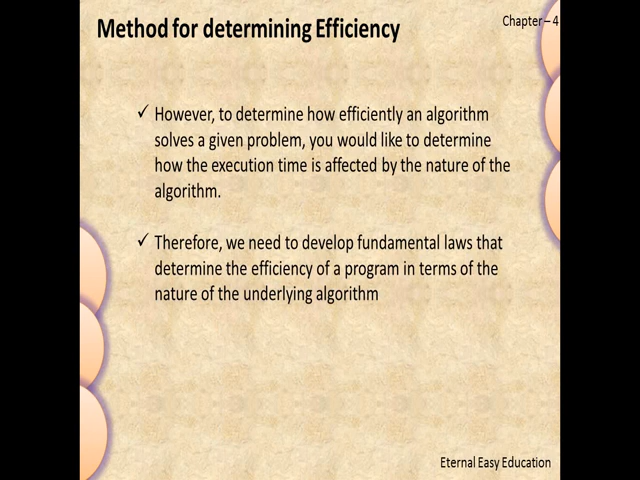 Method for determining Efficiency
Chapter – 4
✓ However, to determine how efficiently an algorithm
solves a given problem, you would like to determine
how the execution time is affected by the nature of the
algorithm.
✓ Therefore, we need to develop fundamental laws that
determine the efficiency of a program in terms of the
nature of the underlying algorithm
Eternal Easy Education